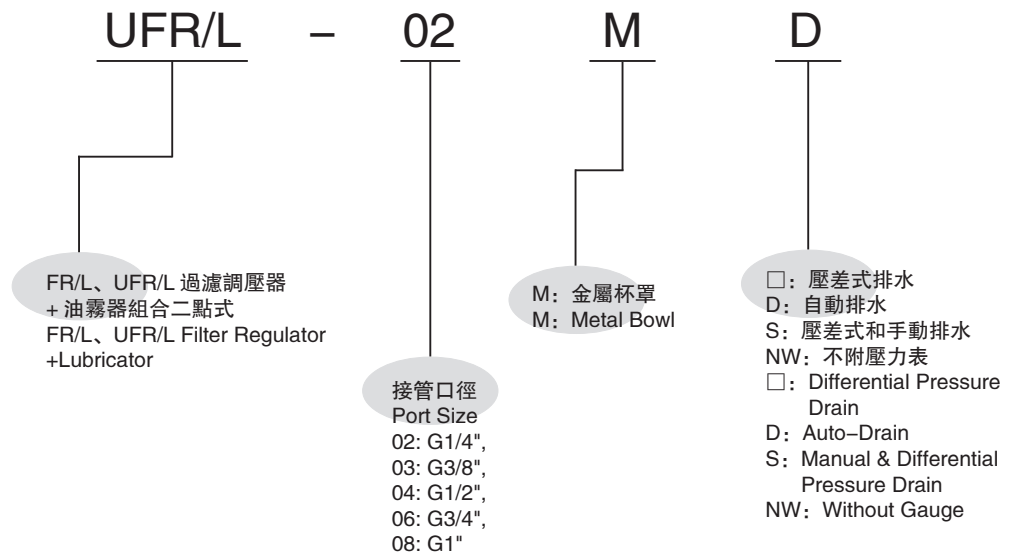 UFR/L – 02 M D
FR/L、UFR/L 過濾調壓器
+ 油霧器組合二點式
FR/L、UFR/L Filter Regulator
+Lubricator
接管口徑
Port Size
02: G1/4",
03: G3/8",
04: G1/2",
06: G3/4",
08: G1"
M：金屬杯罩
M：Metal Bowl
□：壓差式排水
D：自動排水
S：壓差式和手動排水
NW：不附壓力表
□：Differential Pressure
Drain
D：Auto–Drain
S：Manual & Differential
Pressure Drain
NW：Without Gauge